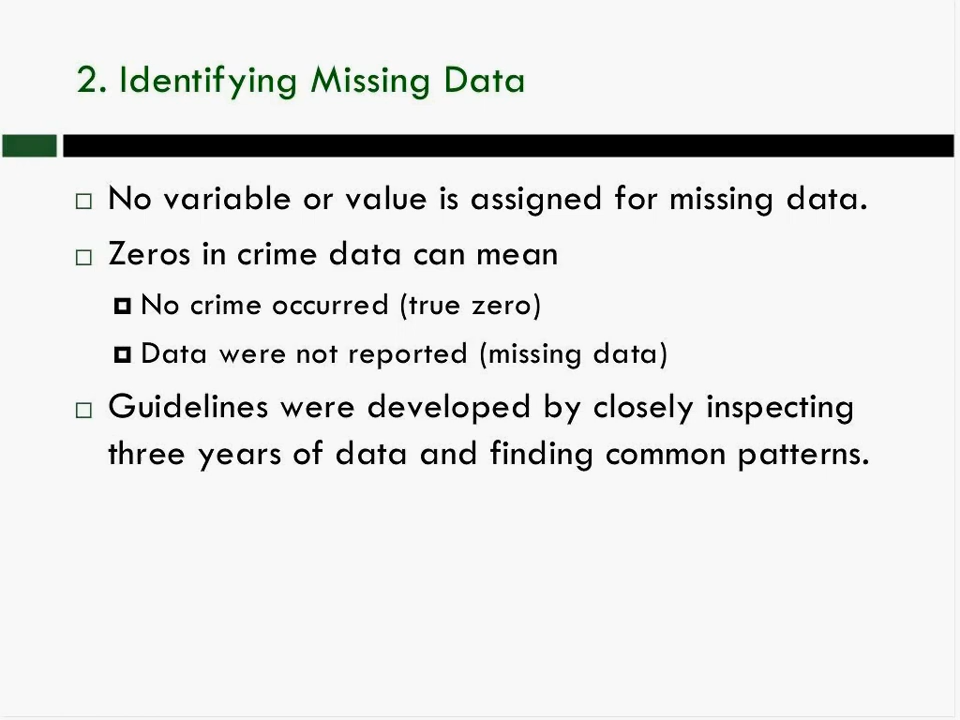 2. Identifying Missing Data
No variable or value is assigned for missing data.
Zeros in crime data can mean
No crime occurred (true zero)
Data were not reported (missing data)
Guidelines were developed by closely inspecting
three years of data and finding common patterns.